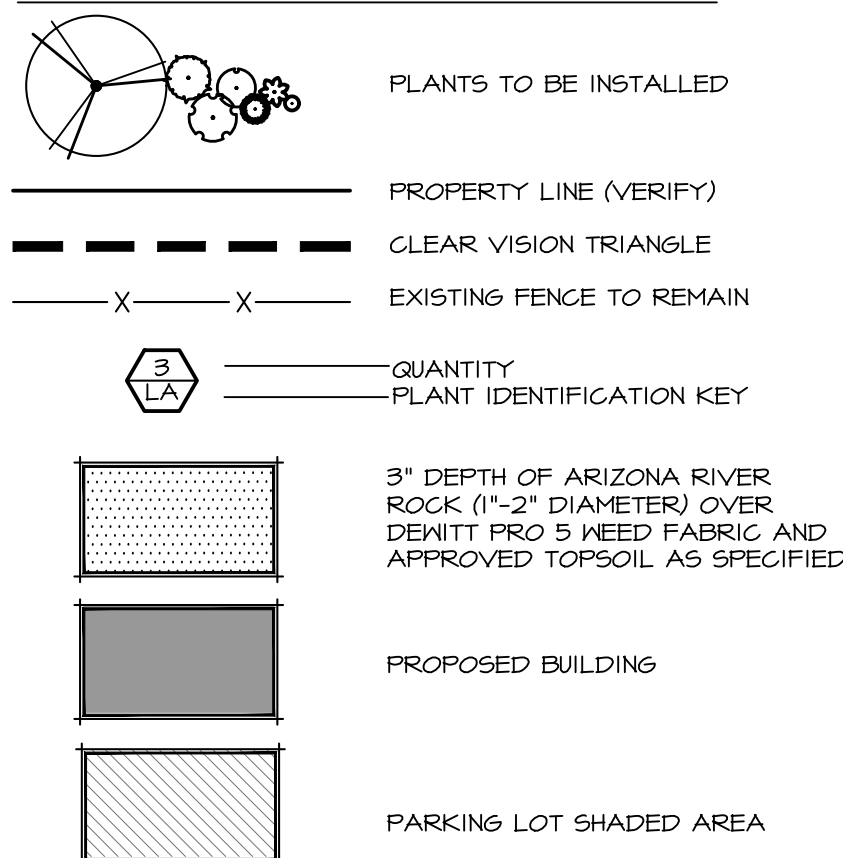 PLANTS TO BE INSTALLED
PROPERTY LINE (VERIFY)
CLEAR VISION TRIANGLE
X X
EXISTING FENCE TO REMAIN
3
LA
QUANTITY
PLANT IDENTIFICATION KEY
3" DEPTH OF ARIZONA RIVER
ROCK (1"-2" DIAMETER) OVER
DEWITT PRO 5 WEED FABRIC AND
APPROVED TOPSOIL AS SPECIFIED
PROPOSED BUILDING
PARKING LOT SHADED AREA